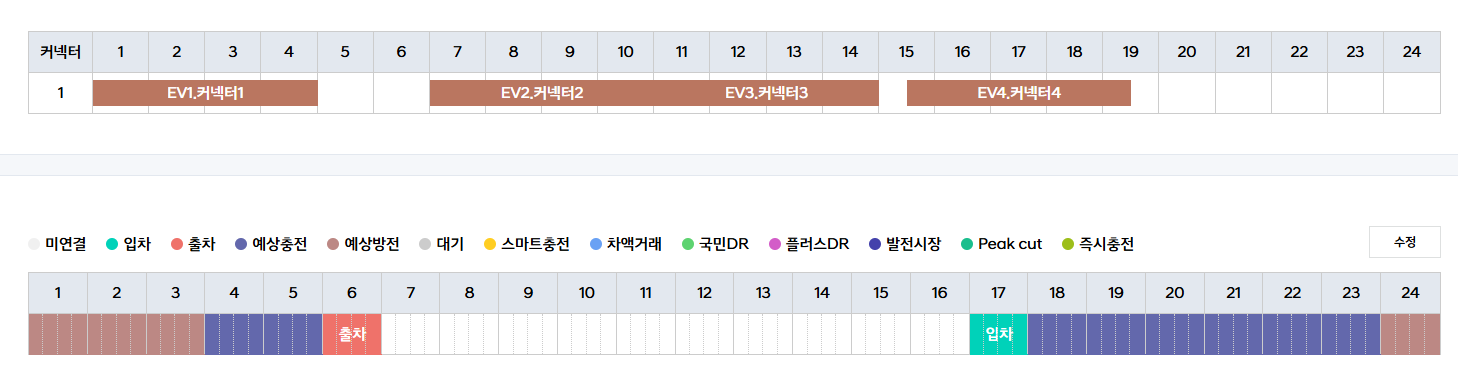 커넥터 1 2 3 4 5 6 7 8 9 10 11 12 13 14 15 16 17 18 19 20 21 22 23 24
1 EV1.커넥터1 EV2.커넥터2 EV3.커넥터3 EV4.커넥터4
미연결 입차 출차 예상충전 예상방전 대기 스마트충전 차액거래 국민DR 플러스DR 발전시장 Peak cut 즉시충전 수정
1 2 3 4 5 6 7 8 9 10 11 12 13 14 15 16 17 18 19 20 21 22 23 24
출차 입차